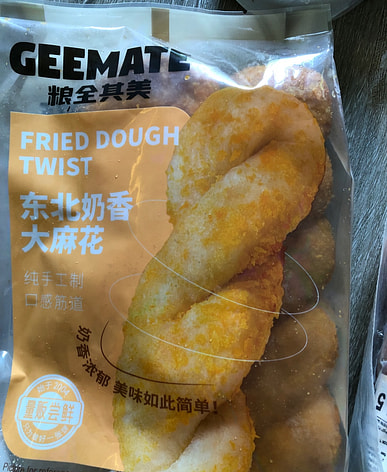 GEEMATE
粮全其美
FRIED DOUGH
TWIST
东北奶香
大麻花
纯手工制
口感筋道
奶香浓郁 美味如此简单!